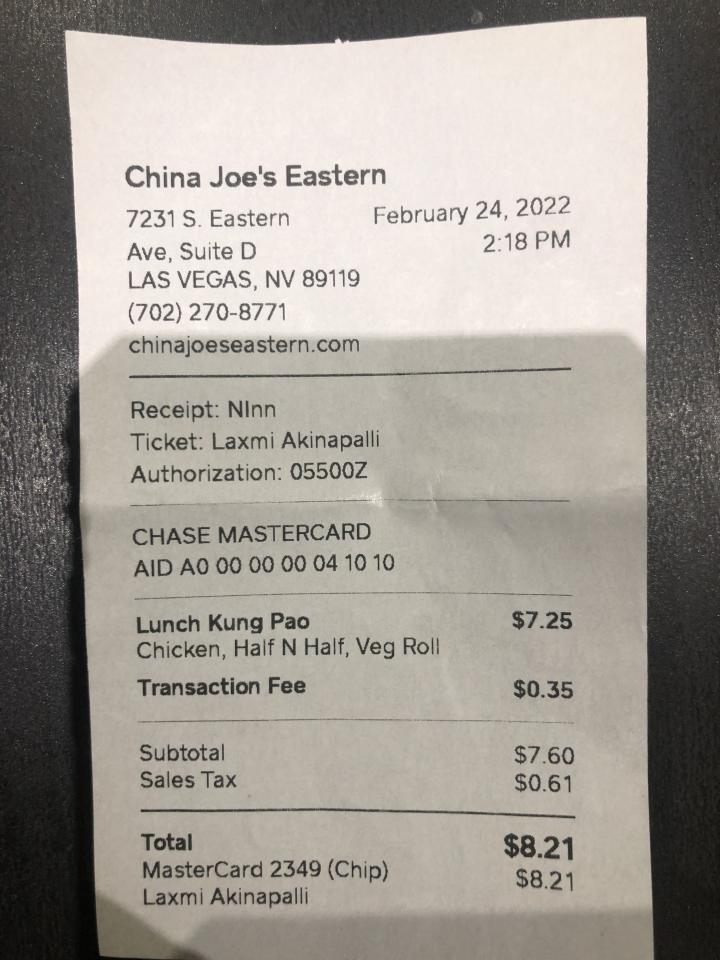 China Joe's Eastern
7231 S. Eastern February 24, 2022
Ave, Suite D 2:18 PM
LAS VEGAS, NV 89119
(702) 270-8771
chinajoeseastern.com
Receipt: NInn
Ticket: Laxmi Akinapalli
Authorization: 05500Z
CHASE MASTERCARD
AID A0 00 00 00 04 10 10
Lunch Kung Pao $7.25
Chicken, Half N Half, Veg Roll
Transaction Fee $0.35
Subtotal $7.60
Sales Tax $0.61
Total $8.21
MasterCard 2349 (Chip) $8.21
Laxmi Akinapalli